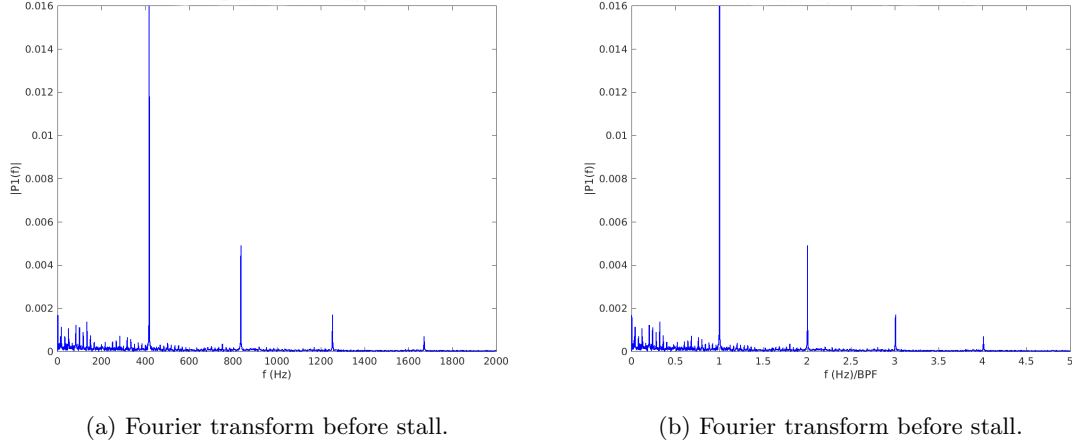 0.016
0.014
0.012
0.01
0.008
0.006
0.004
0.002
0
|P1(f)|
0 200 400 600 800 1000 1200 1400 1600 1800 2000
f (Hz)
(a) Fourier transform before stall.
0.016
0.014
0.012
0.01
0.008
0.006
0.004
0.002
0
|P1(f)|
0 0.5 1 1.5 2 2.5 3 3.5 4 4.5 5
f (Hz)/BPF
(b) Fourier transform before stall.